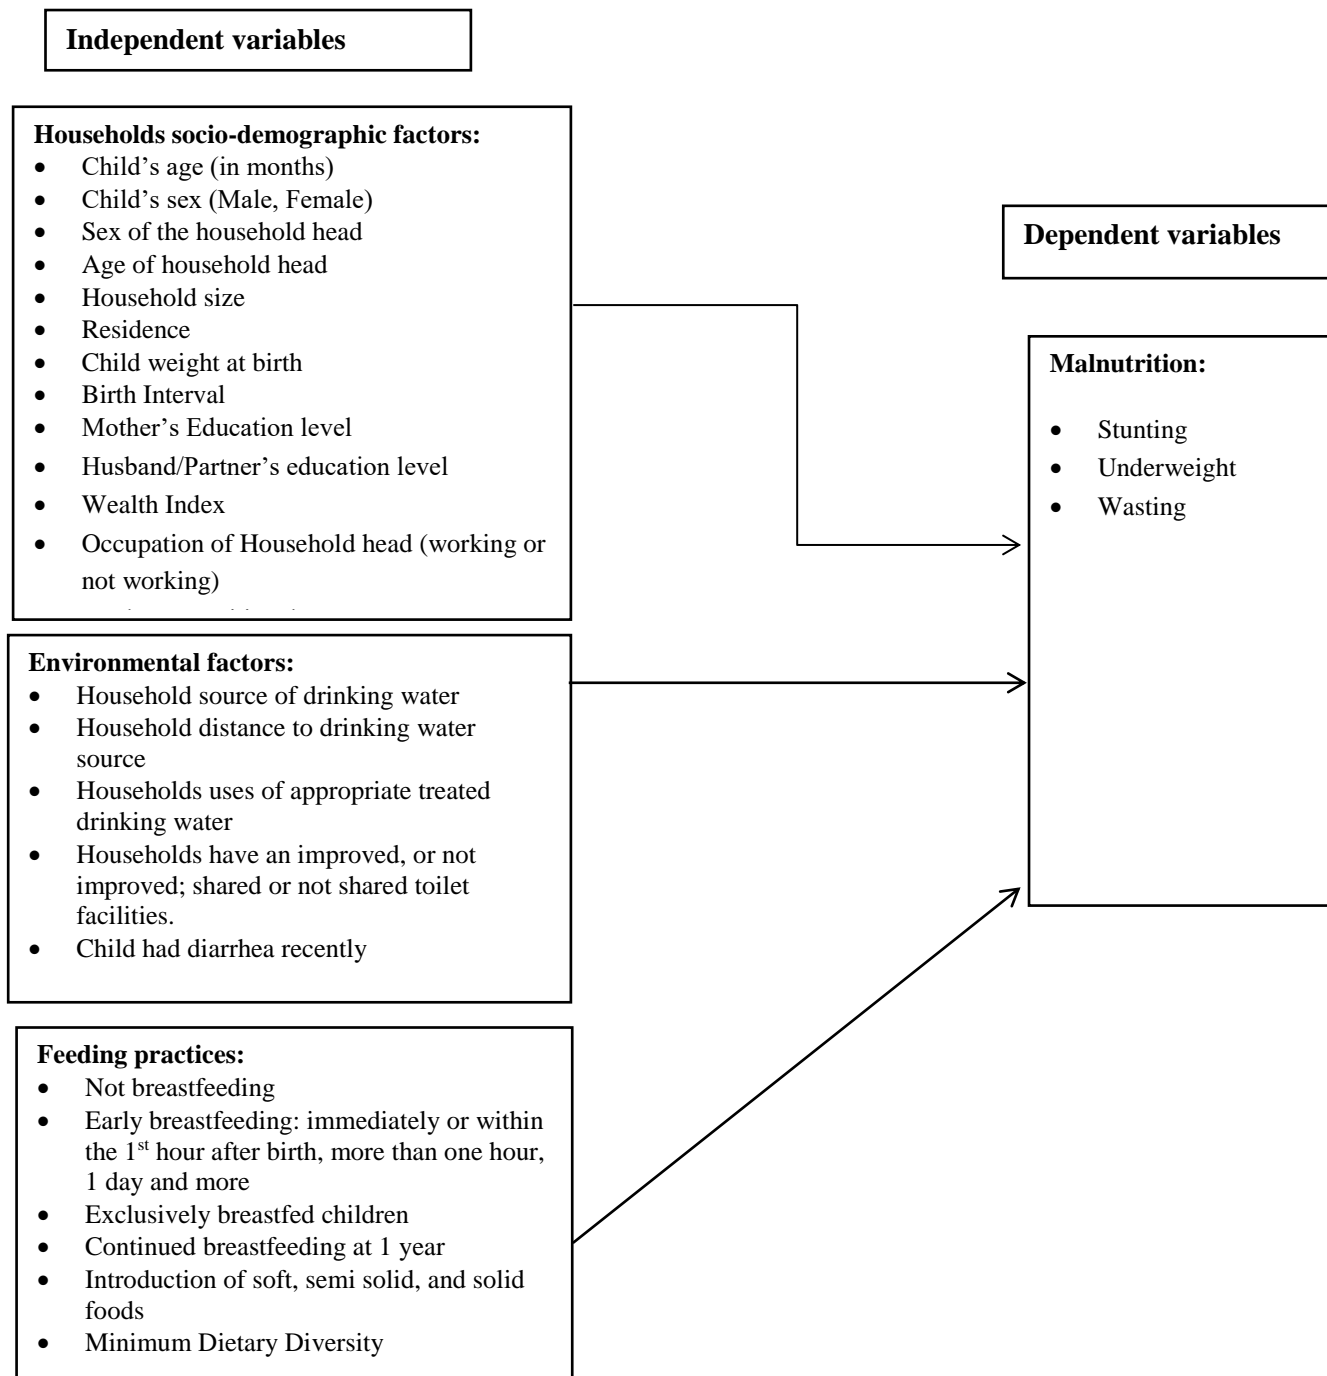 Independent variables
Households socio-demographic factors:
• Child’s age (in months)
• Child’s sex (Male, Female)
• Sex of the household head
• Age of household head
• Household size
• Residence
• Child weight at birth
• Birth Interval
• Mother’s Education level
• Husband/Partner’s education level
• Wealth Index
• Occupation of Household head (working or
not working)
Environmental factors:
• Household source of drinking water
• Household distance to drinking water
source
• Households uses of appropriate treated
drinking water
• Households have an improved, or not
improved; shared or not shared toilet
facilities.
• Child had diarrhea recently
Feeding practices:
• Not breastfeeding
• Early breastfeeding: immediately or within
the 1st hour after birth, more than one hour,
1 day and more
• Exclusively breastfed children
• Continued breastfeeding at 1 year
• Introduction of soft, semi solid, and solid
foods
• Minimum Dietary Diversity
Dependent variables
Malnutrition:
• Stunting
• Underweight
• Wasting